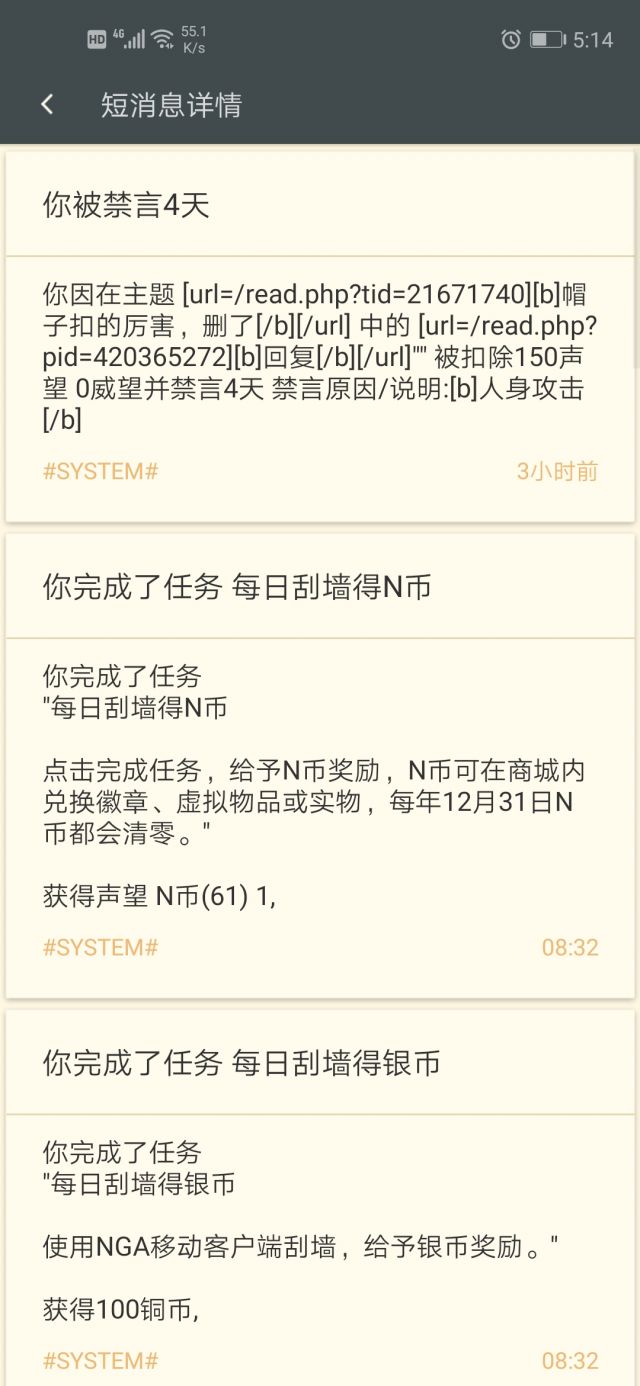 HD 4G 55.1 K/s 5:14
短消息详情
你被禁言4天
你因在主题 [url=/read.php?tid=21671740][b]帽
子扣的厉害，删了[/b][/url] 中的 [url=/read.php?
pid=420365272][b]回复[/b][/url]"" 被扣除150声
望 0威望并禁言4天 禁言原因/说明:[b]人身攻击
[/b]
#SYSTEM# 3小时前
你完成了任务 每日刮墙得N币
你完成了任务
"每日刮墙得N币
点击完成任务，给予N币奖励，N币可在商城内
兑换徽章、虚拟物品或实物，每年12月31日N
币都会清零。"
获得声望 N币(61) 1,
#SYSTEM# 08:32
你完成了任务 每日刮墙得银币
你完成了任务
"每日刮墙得银币
使用NGA移动客户端刮墙，给予银币奖励。"
获得100铜币,
#SYSTEM# 08:32